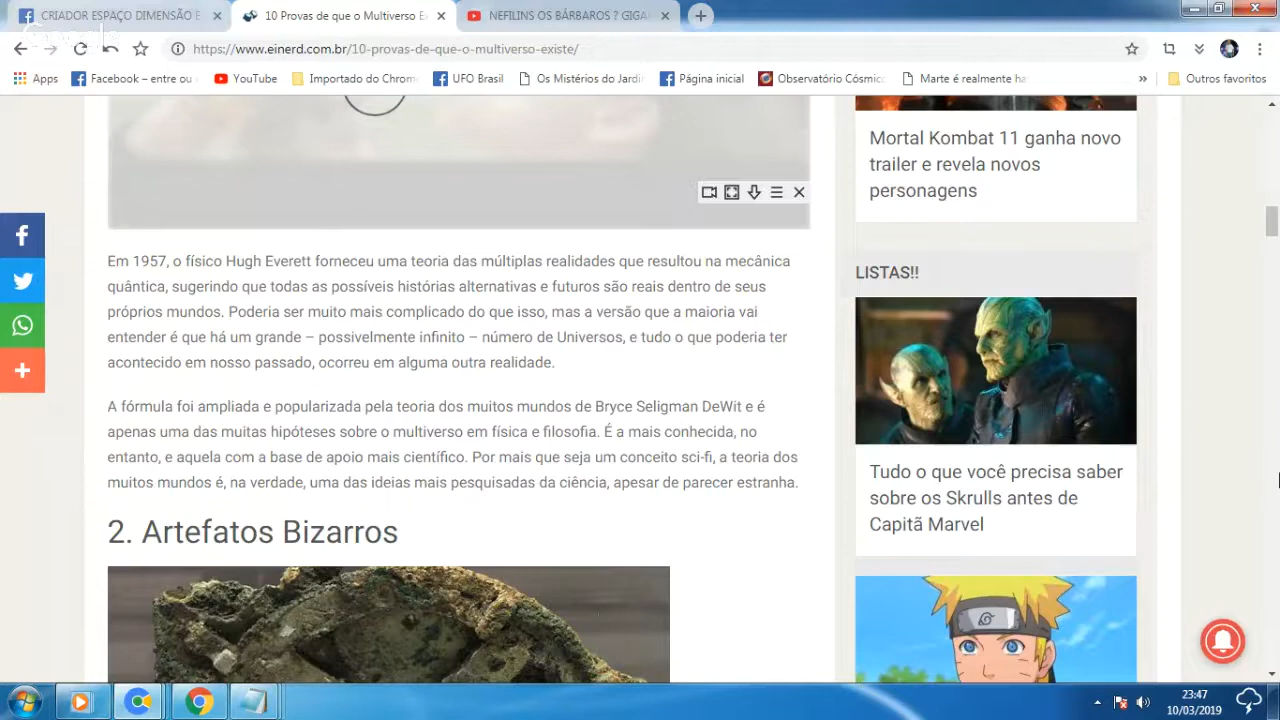 CRIADOR ESPAÇO DIMENSÃO E
10 Provas de que o Multiverso Ex
NEFILINS OS BÁRBAROS ? GIGA
https://www.einerd.com.br/10-provas-de-que-o-multiverso-existe/
Apps
Facebook – entre ou
YouTube
Importado do Chrom
UFO Brasil
Os Mistérios do Jardir
Página inicial
Observatório Cósmic
Marte é realmente ha
»
Outros favoritos
Mortal Kombat 11 ganha novo
trailer e revela novos
personagens
Em 1957, o físico Hugh Everett forneceu uma teoria das múltiplas realidades que resultou na mecânica
quântica, sugerindo que todas as possíveis histórias alternativas e futuros são reais dentro de seus
próprios mundos. Poderia ser muito mais complicado do que isso, mas a versão que a maioria vai
entender é que há um grande – possivelmente infinito – número de Universos, e tudo o que poderia ter
acontecido em nosso passado, ocorreu em alguma outra realidade.
LISTAS!!
A fórmula foi ampliada e popularizada pela teoria dos muitos mundos de Bryce Seligman DeWit e é
apenas uma das muitas hipóteses sobre o multiverso em física e filosofia. É a mais conhecida, no
entanto, e aquela com a base de apoio mais científico. Por mais que seja um conceito sci-fi, a teoria dos
muitos mundos é, na verdade, uma das ideias mais pesquisadas da ciência, apesar de parecer estranha.
Tudo o que você precisa saber
sobre os Skrulls antes de
Capitã Marvel
2. Artefatos Bizarros
23:47
10/03/2019